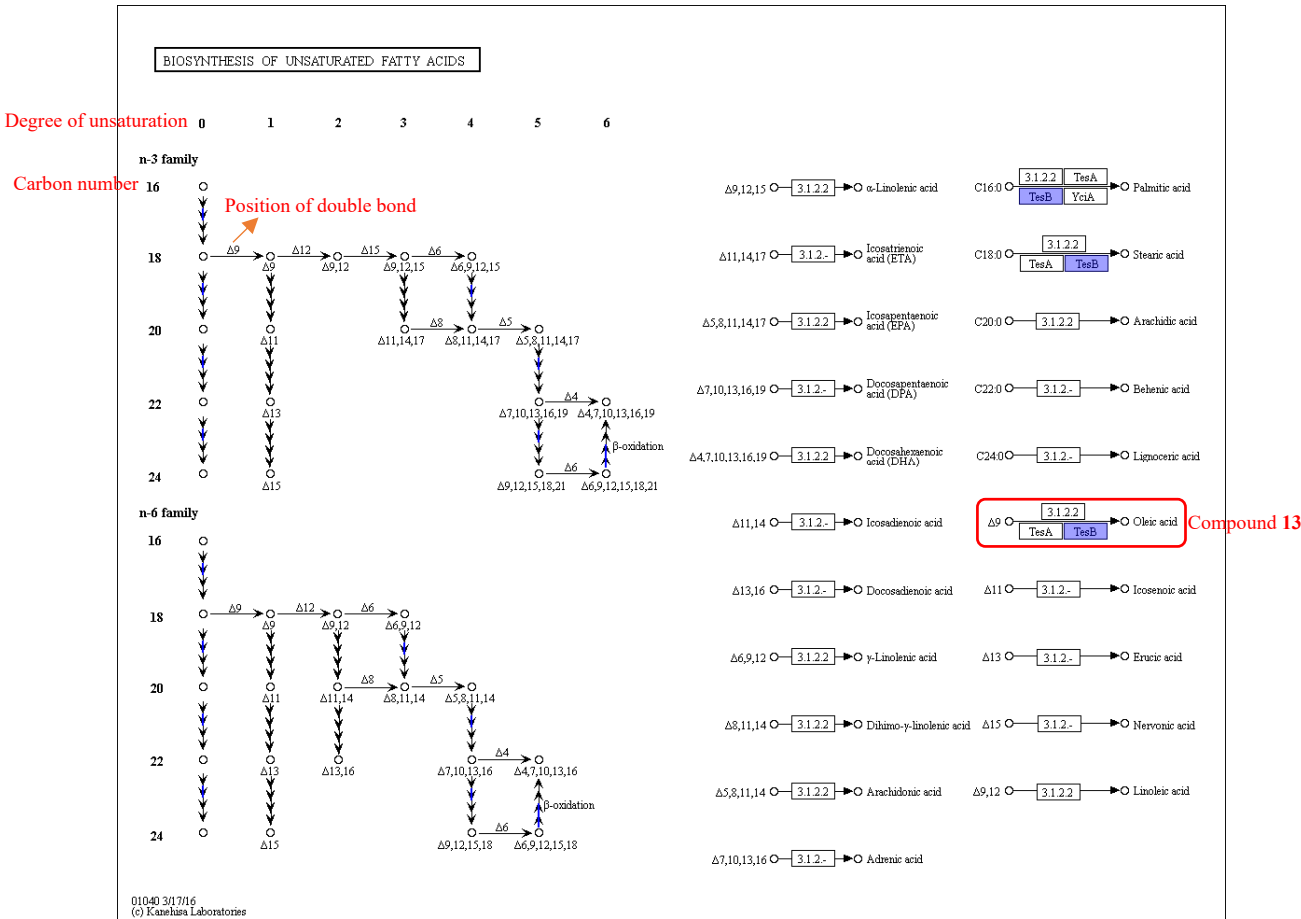 BIOSYNTHESIS OF UNSATURATED FATTY ACIDS
Degree of unsaturation 0 1 2 3 4 5 6
n-3 family
Carbon number 16
Position of double bond
Δ9 Δ12 Δ15 Δ6
18
Δ9 Δ9,12 Δ9,12,15 Δ6,9,12,15
Δ8 Δ5
20
Δ11 Δ11,14,17 Δ8,11,14,17 Δ5,8,11,14,17
Δ4
22
Δ13 Δ7,10,13,16,19 Δ4,7,10,13,16,19
β-oxidation
Δ6
24
Δ15 Δ9,12,15,18,21 Δ6,9,12,15,18,21
n-6 family
16
Δ9 Δ12 Δ6
18
Δ9 Δ9,12 Δ6,9,12
Δ8 Δ5
20
Δ11 Δ11,14 Δ8,11,14 Δ5,8,11,14
Δ4
22
Δ13 Δ13,16 Δ7,10,13,16 Δ4,7,10,13,16
β-oxidation
Δ6
24
Δ15 Δ9,12,15,18 Δ6,9,12,15,18
Δ9,12,15 3.1.2.2 α-Linolenic acid
Δ11,14,17 3.1.2.- Icosatrienoic
acid (ETA)
Δ5,8,11,14,17 3.1.2.2 Icosapentaenoic
acid (EPA)
Δ7,10,13,16,19 3.1.2.- Docosapentaenoic
acid (DPA)
Δ4,7,10,13,16,19 3.1.2.2 Docosahexaenoic
acid (DHA)
Δ11,14 3.1.2.- Icosadienoic acid
Δ13,16 3.1.2.- Docosadienoic acid
Δ6,9,12 3.1.2.2 γ-Linolenic acid
Δ8,11,14 3.1.2.2 Dihimo-γ-linolenic acid
Δ5,8,11,14 3.1.2.2 Arachidonic acid
Δ7,10,13,16 3.1.2.- Adrenic acid
3.1.2.2 TesA
C16:0 Palmitic acid
TesB YciA
3.1.2.2
C18:0 Stearic acid
TesA TesB
C20:0 3.1.2.2 Arachidic acid
C22:0 3.1.2.- Behenic acid
C24:0 3.1.2.- Lignoceric acid
3.1.2.2
Δ9 Oleic acid Compound 13
TesA TesB
Δ11 3.1.2.- Icosenoic acid
Δ13 3.1.2.- Erucic acid
Δ15 3.1.2.- Nervonic acid
Δ9,12 3.1.2.2 Linoleic acid
01040 3/17/16
(c) Kanehisa Laboratories